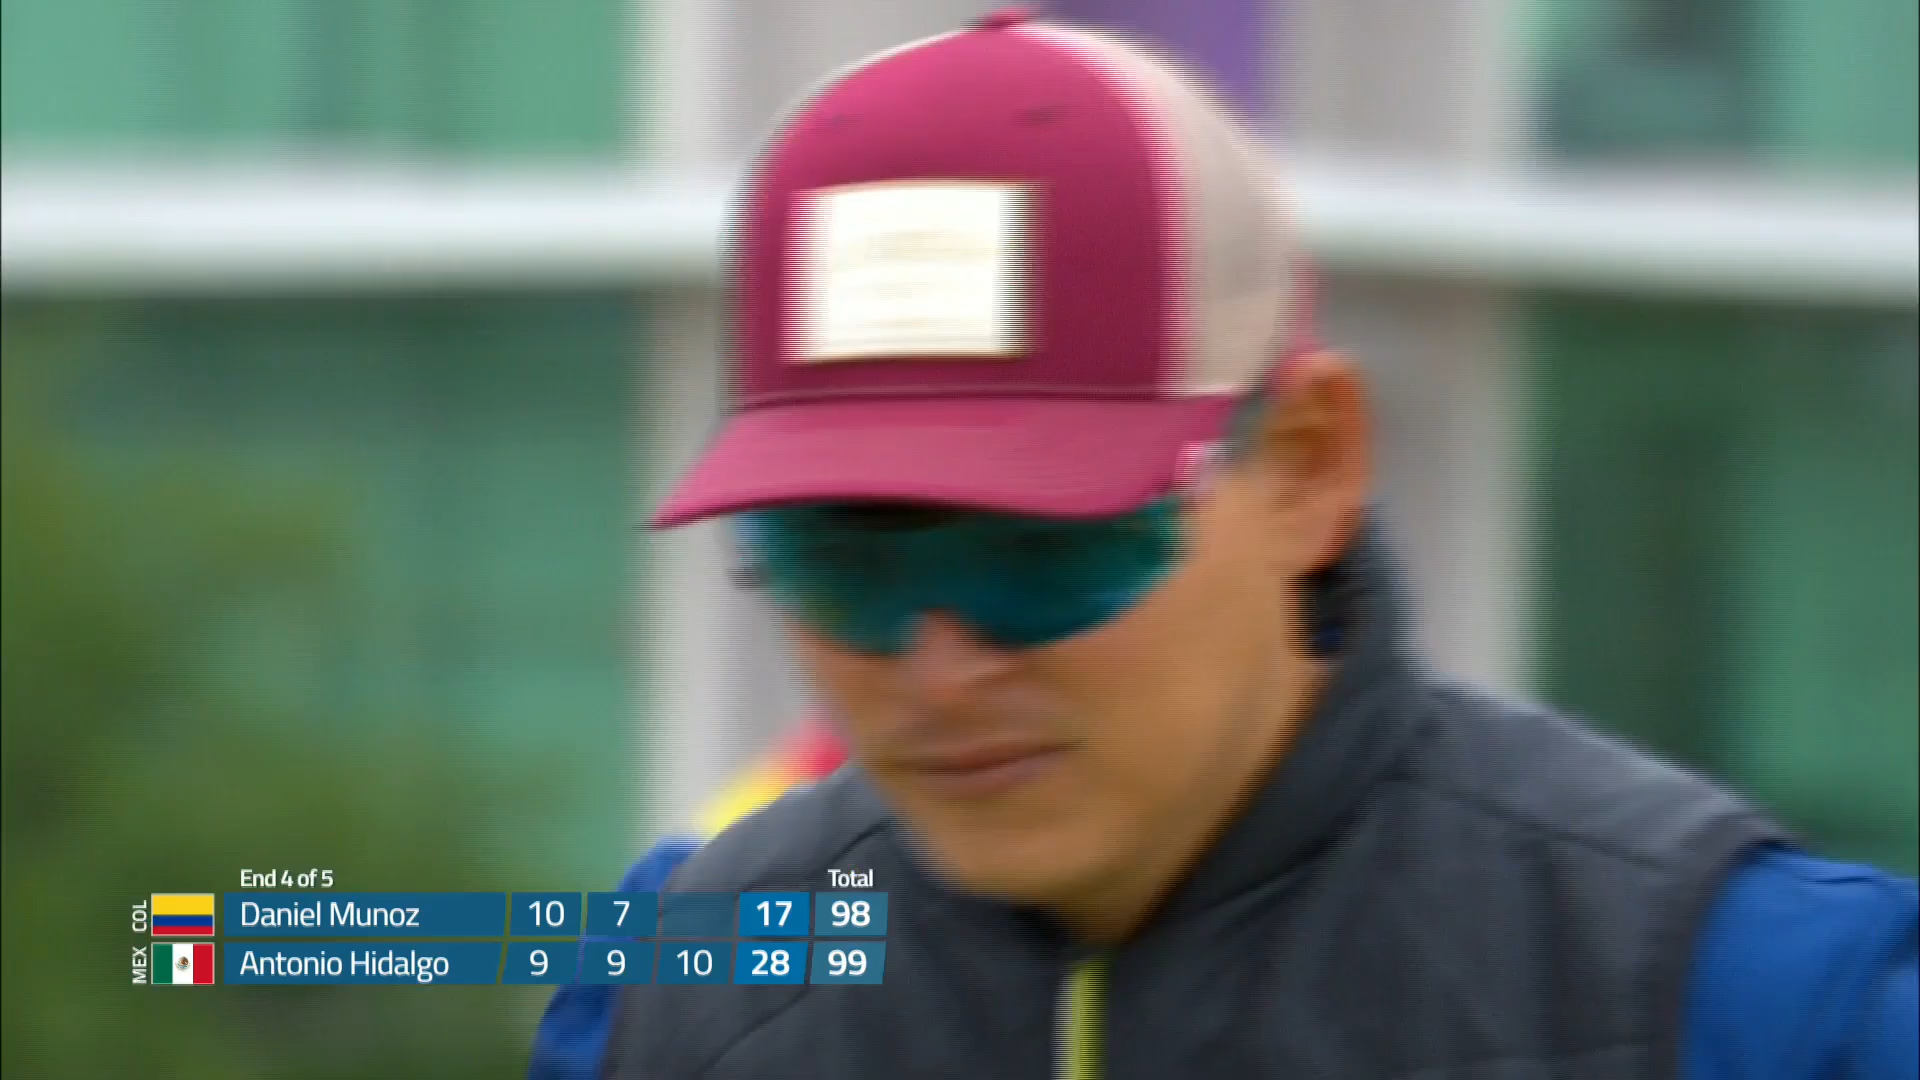 End 4 of 5 Total
COL Daniel Munoz 10 7 17 98
MEX Antonio Hidalgo 9 9 10 28 99